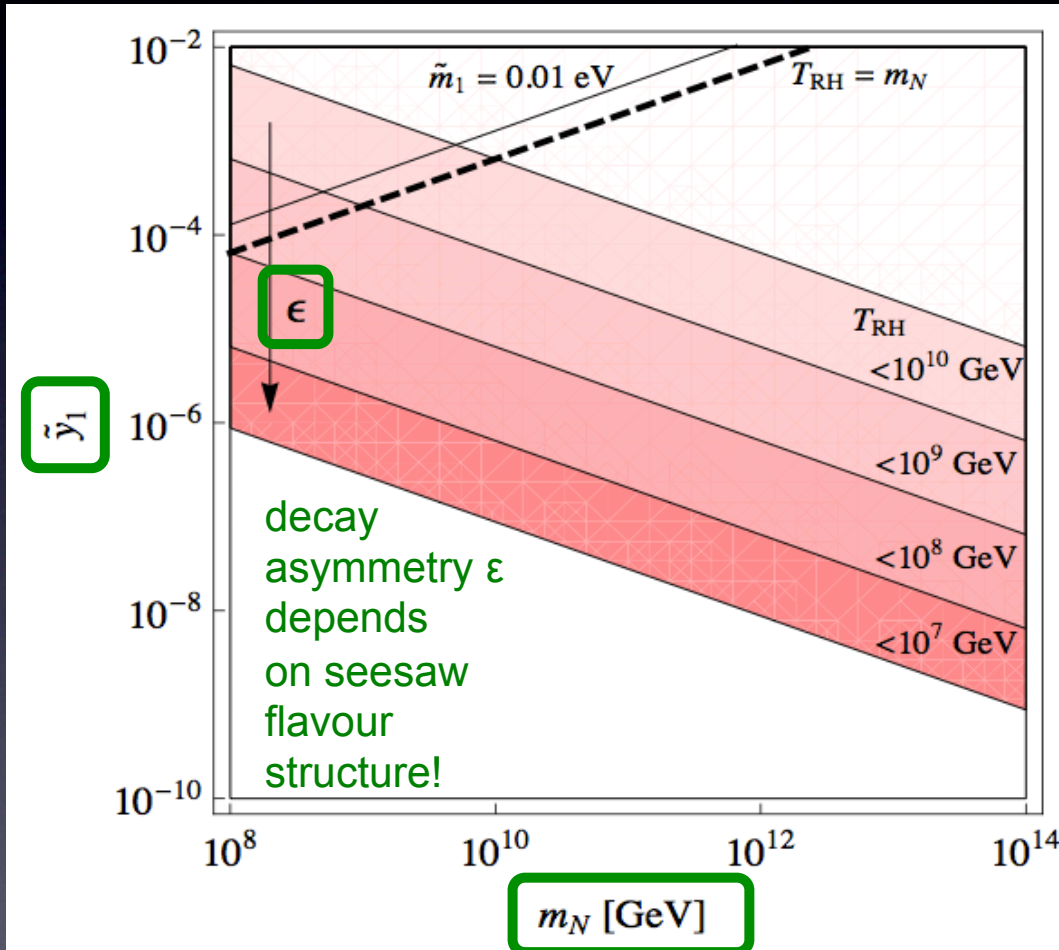 10⁻²
m̃₁ = 0.01 eV
T_RH = m_N
10⁻⁴
ϵ
T_RH
<10¹⁰ GeV
ỹ₁
10⁻⁶
<10⁹ GeV
decay
asymmetry ε
depends
on seesaw
flavour
structure!
<10⁸ GeV
10⁻⁸
<10⁷ GeV
10⁻¹⁰
10⁸ 10¹⁰ 10¹² 10¹⁴
m_N [GeV]